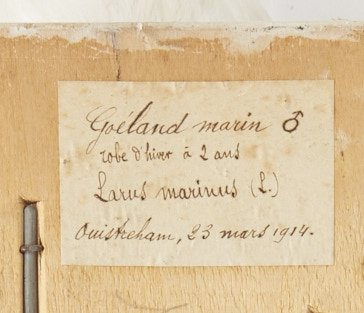 Goéland marin ♂
robe d'hiver à 2 ans
Larus marinus (L.)
Ouistreham, 23 mars 1914.